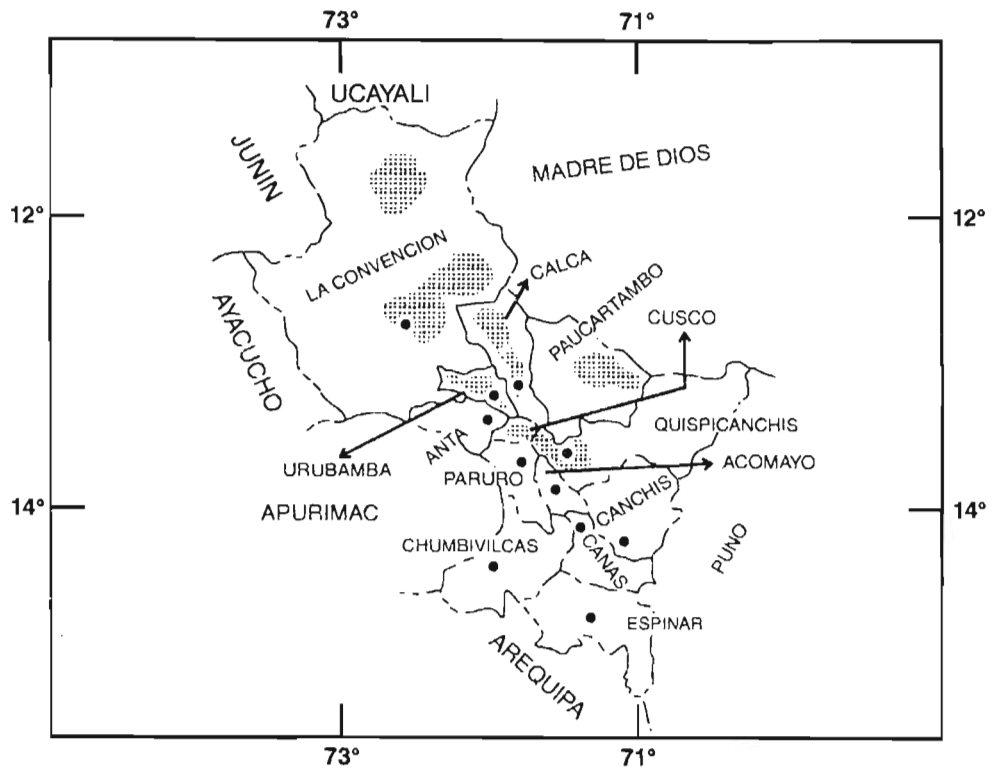 73° 71°
UCAYALI
JUNIN
MADRE DE DIOS
12° 12°
LA CONVENCION
CALCA
AYACUCHO
PAUCARTAMBO
CUSCO
QUISPICANCHIS
ANTA
URUBAMBA
PARURO
ACOMAYO
14° 14°
APURIMAC
CANCHIS
CHUMBIVILCAS
CANAS
PUNO
ESPINAR
AREQUIPA
73° 71°